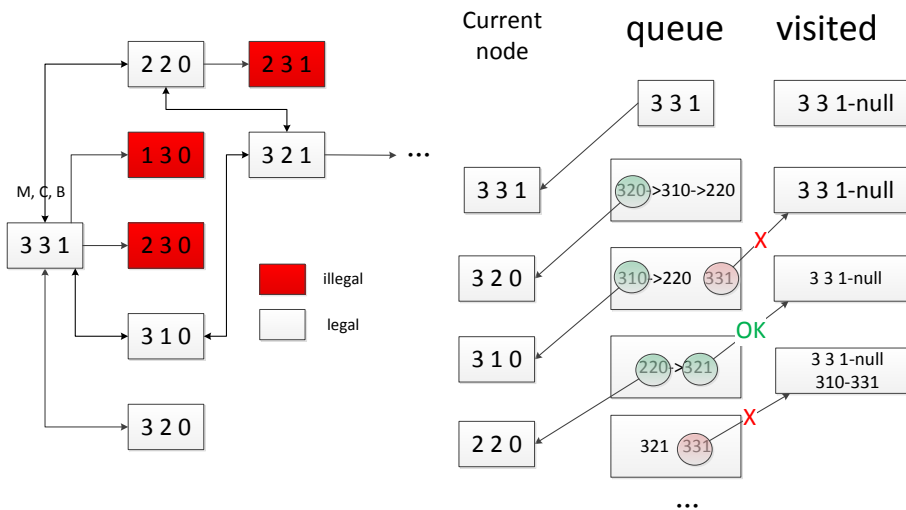 2 2 0
2 3 1
1 3 0
3 2 1
...
M, C, B
3 3 1
2 3 0
illegal
legal
3 1 0
3 2 0
Current
node
queue
visited
3 3 1
3 3 1-null
3 3 1
320->310->220
3 3 1-null
X
3 2 0
310->220
331
3 3 1-null
OK
3 1 0
220->321
3 3 1-null
310-331
X
2 2 0
321
331
...